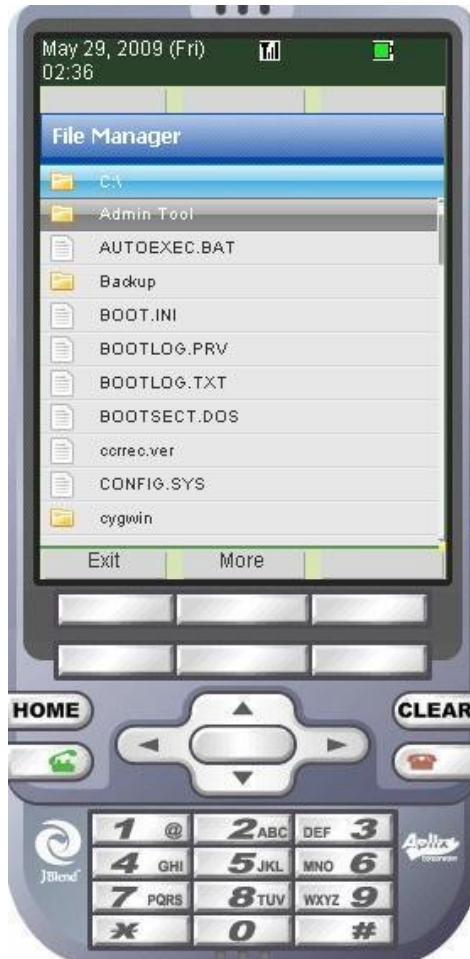 May 29, 2009 (Fri)
02:36
File Manager
C:\
Admin Tool
AUTOEXEC.BAT
Backup
BOOT.INI
BOOTLOG.PRV
BOOTLOG.TXT
BOOTSECT.DOS
ccrrec.ver
CONFIG.SYS
cygwin
Exit More
HOME CLEAR
1 @ 2 ABC DEF 3
4 GHI 5 JKL MNO 6
7 PQRS 8 TUV WXYZ 9
* 0 #
JBlend
Aplix
Corporation